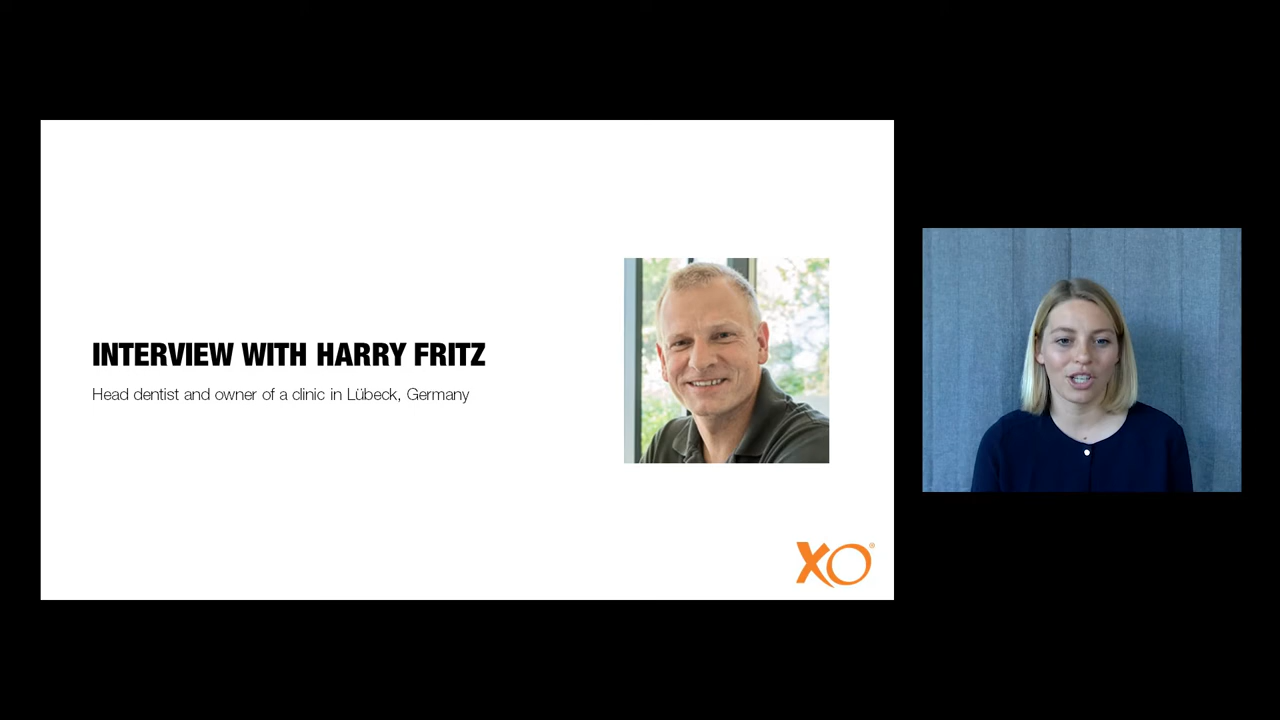 INTERVIEW WITH HARRY FRITZ
Head dentist and owner of a clinic in Lübeck, Germany
XO®